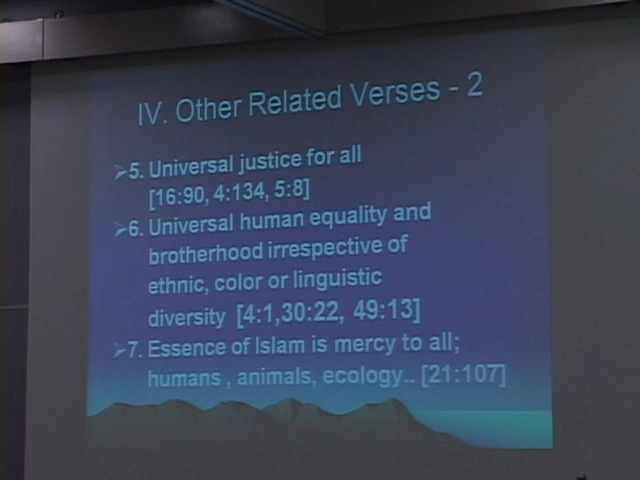 IV. Other Related Verses - 2
➢5. Universal justice for all
[16:90, 4:134, 5:8]
➢6. Universal human equality and
brotherhood irrespective of
ethnic, color or linguistic
diversity [4:1,30:22, 49:13]
➢7. Essence of Islam is mercy to all;
humans , animals, ecology.. [21:107]